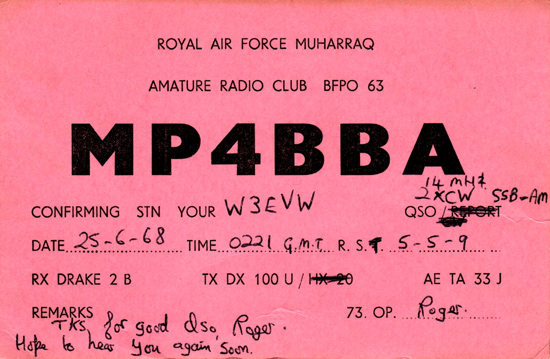 ROYAL AIR FORCE MUHARRAQ
AMATURE RADIO CLUB BFPO 63
MP4BBA
14 mHz
2XCW SSB-AM
CONFIRMING STN YOUR W3EVW QSO / REPORT
DATE 25-6-68 TIME 0221 G.M.T. R.S.T. 5-5-9
RX DRAKE 2 B TX DX 100 U / HX-20 AE TA 33 J
REMARKS 73. OP. Roger.
TKS for good Qso, Roger.
Hope to hear you again, soon.